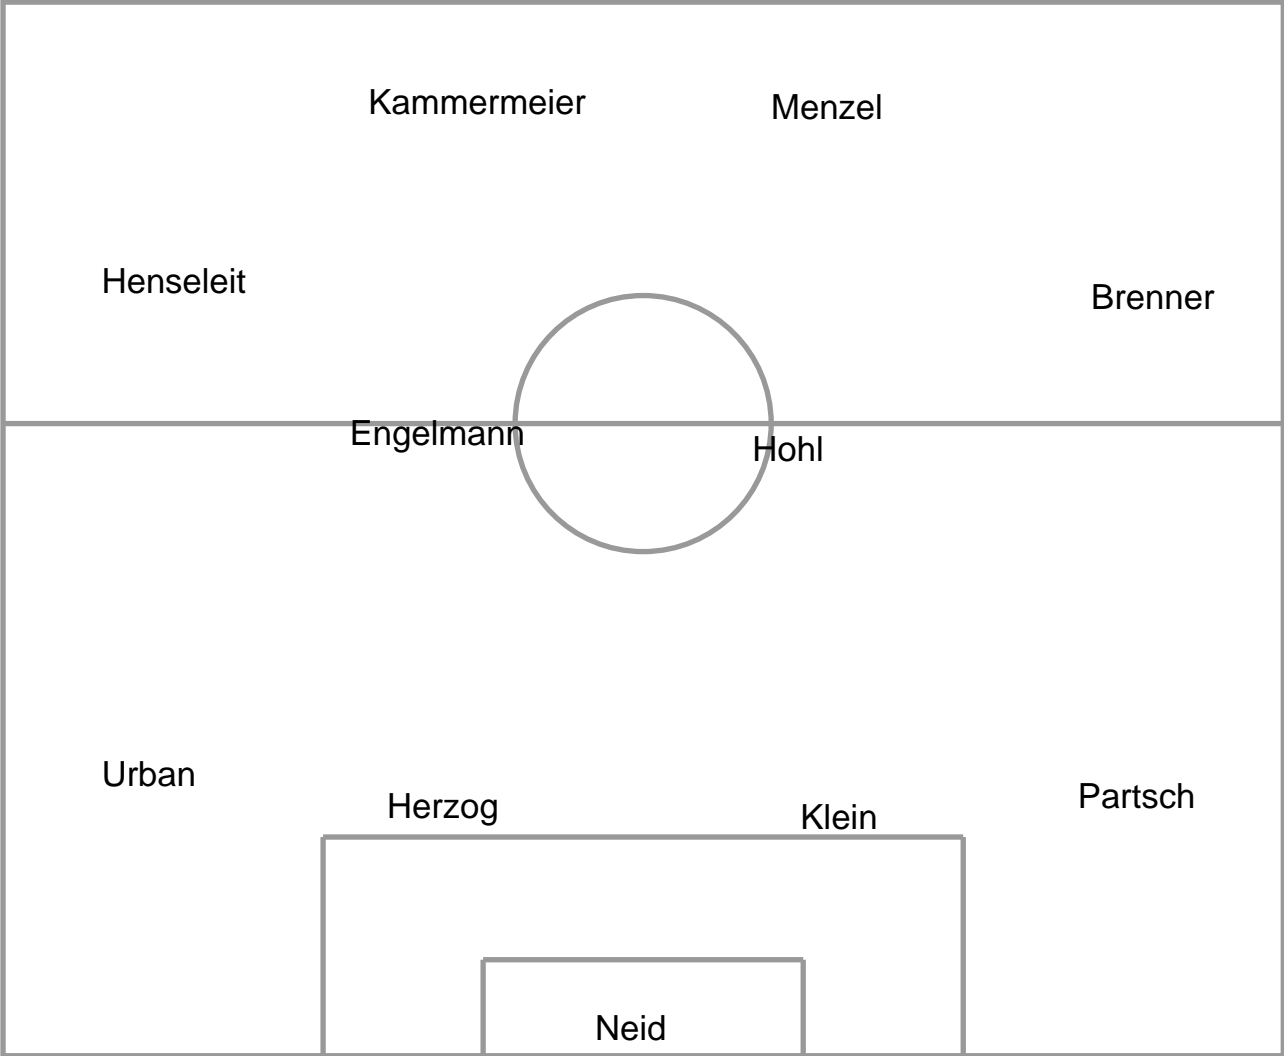 Kammermeier
Menzel
Henseleit
Brenner
Engelmann
Hohl
Urban
Partsch
Herzog
Klein
Neid